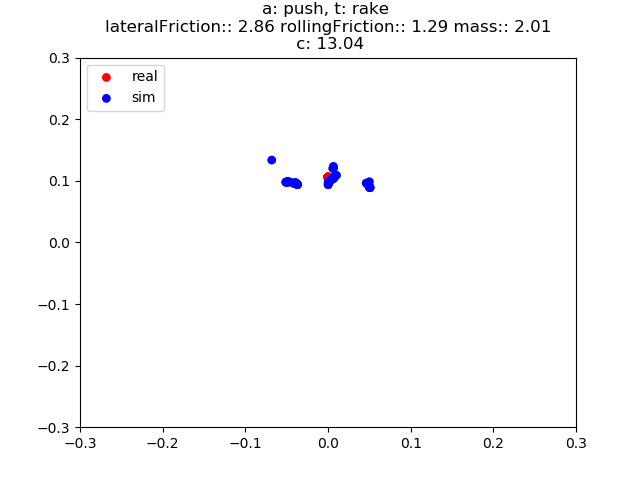 a: push, t: rake
lateralFriction:: 2.86 rollingFriction:: 1.29 mass:: 2.01
c: 13.04
real
sim
0.3
0.2
0.1
0.0
−0.1
−0.2
−0.3
−0.3 −0.2 −0.1 0.0 0.1 0.2 0.3